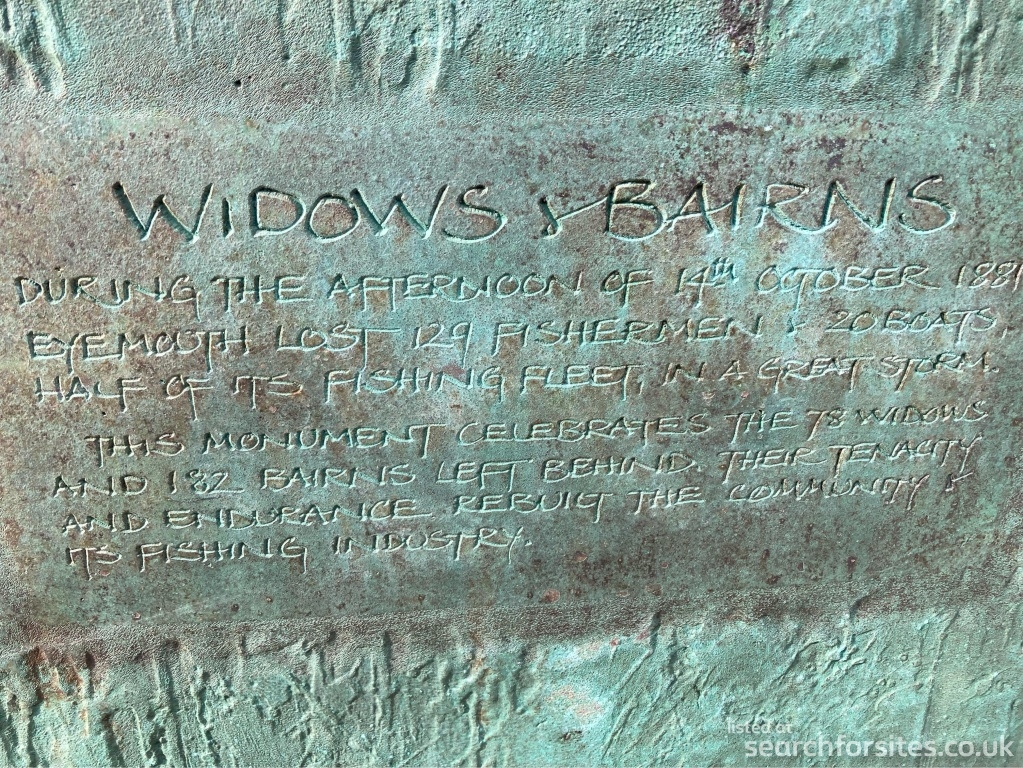 WIDOWS & BAIRNS
DURING THE AFTERNOON OF 14th OCTOBER 1881
EYEMOUTH LOST 129 FISHERMEN & 20 BOATS,
HALF OF ITS FISHING FLEET, IN A GREAT STORM.
THIS MONUMENT CELEBRATES THE 78 WIDOWS
AND 182 BAIRNS LEFT BEHIND. THEIR TENACITY
AND ENDURANCE REBUILT THE COMMUNITY &
ITS FISHING INDUSTRY.
listed at
searchforsites.co.uk